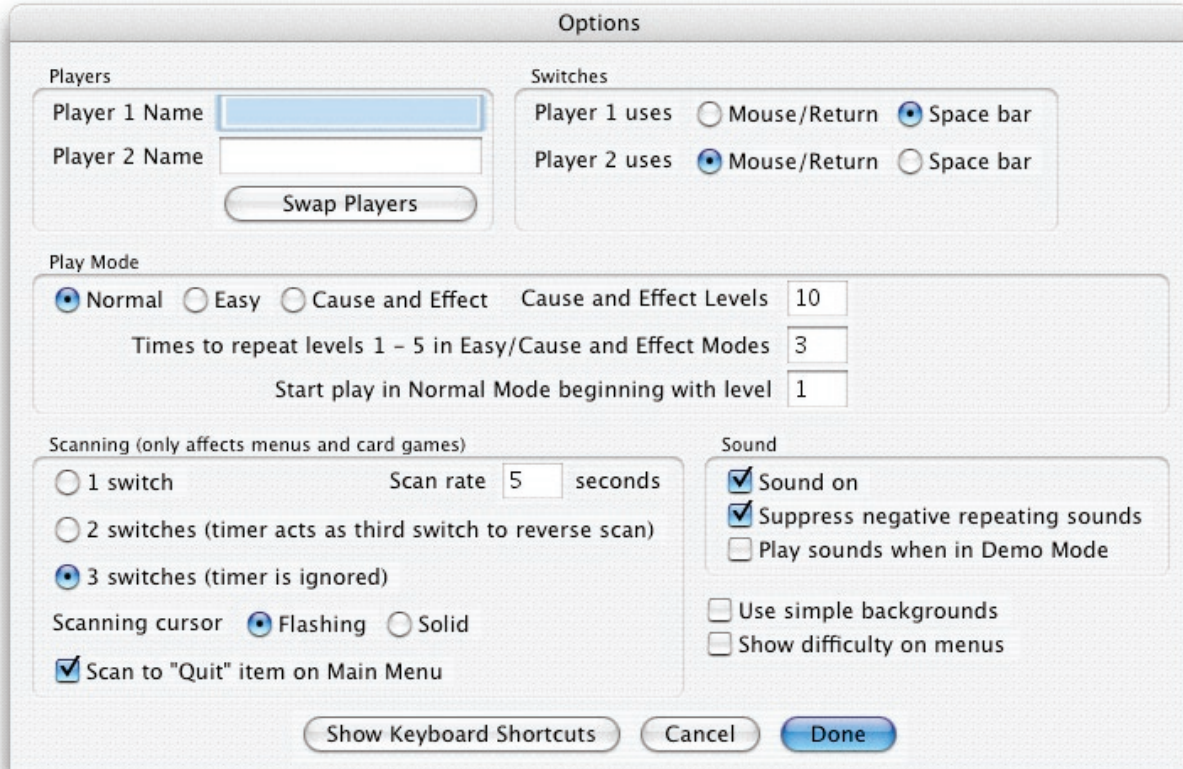 Options
Players
Player 1 Name
Player 2 Name
Swap Players
Switches
Player 1 uses Mouse/Return Space bar
Player 2 uses Mouse/Return Space bar
Play Mode
Normal Easy Cause and Effect Cause and Effect Levels 10
Times to repeat levels 1 – 5 in Easy/Cause and Effect Modes 3
Start play in Normal Mode beginning with level 1
Scanning (only affects menus and card games)
1 switch Scan rate 5 seconds
2 switches (timer acts as third switch to reverse scan)
3 switches (timer is ignored)
Scanning cursor Flashing Solid
Scan to "Quit" item on Main Menu
Sound
Sound on
Suppress negative repeating sounds
Play sounds when in Demo Mode
Use simple backgrounds
Show difficulty on menus
Show Keyboard Shortcuts Cancel Done